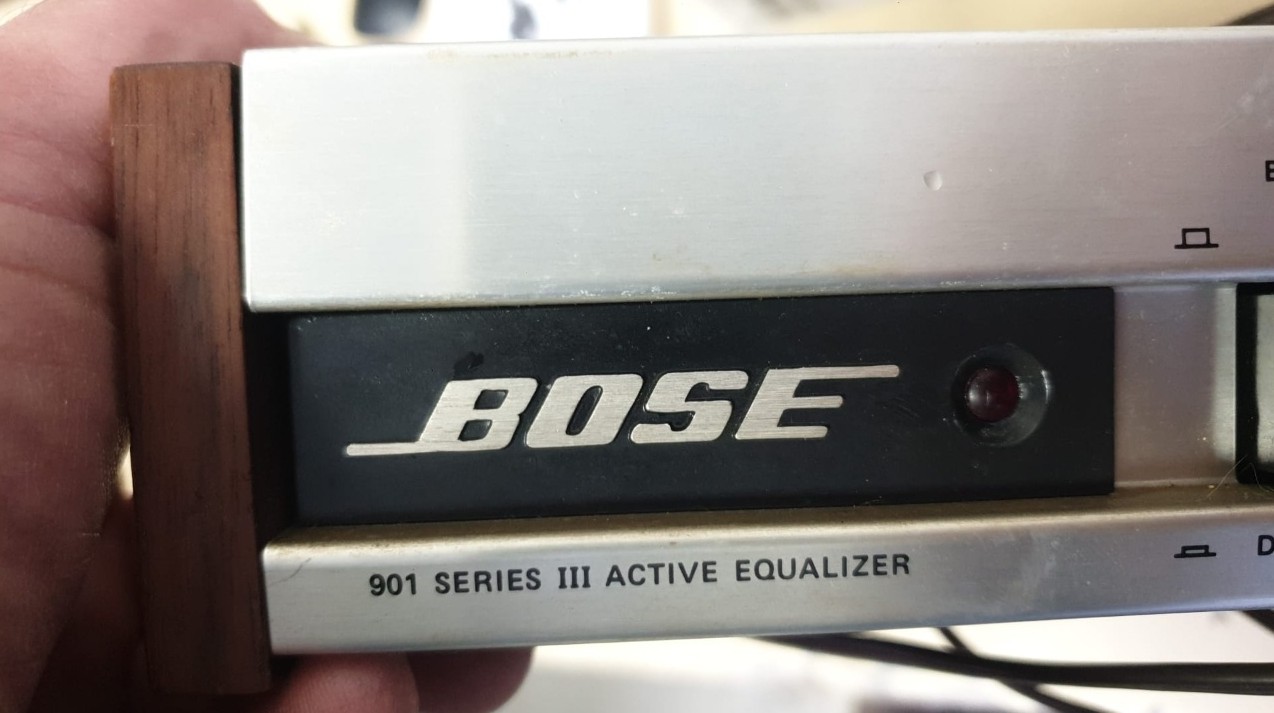 BOSE
901 SERIES III ACTIVE EQUALIZER